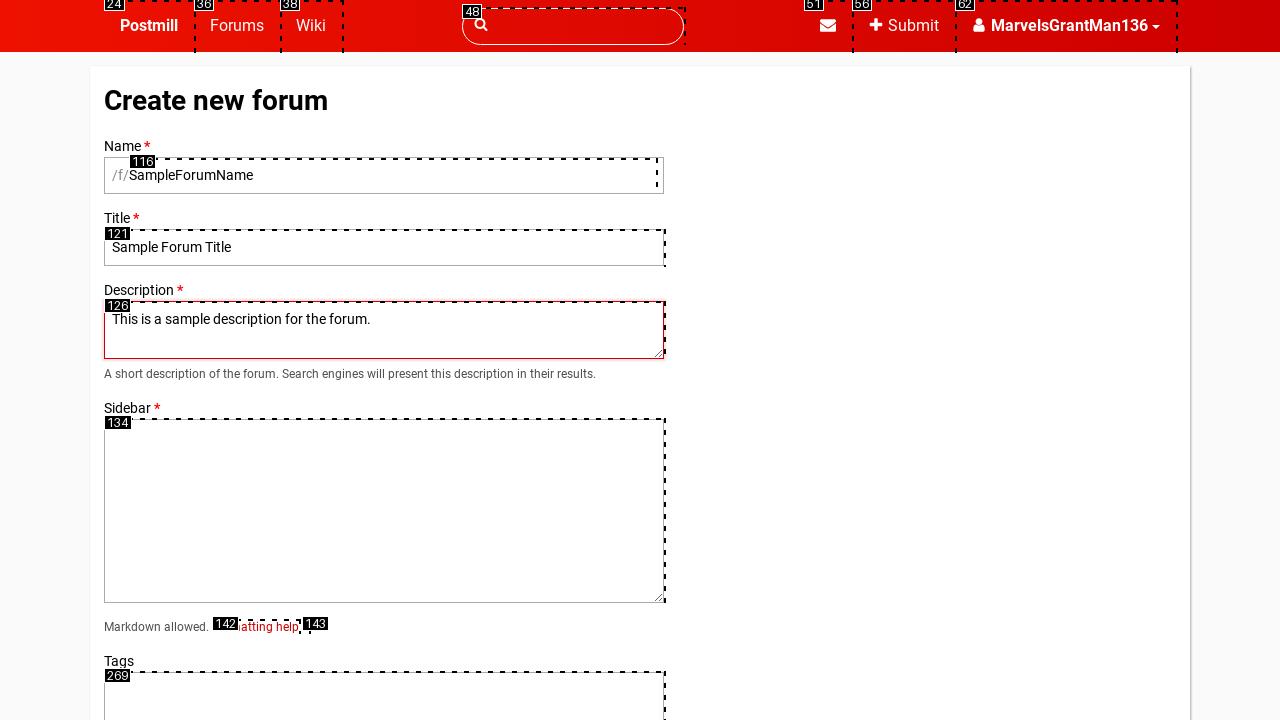 24 36 38 48 51 56 62
Postmill Forums Wiki Submit MarvelsGrantMan136
Create new forum
Name *
116
/f/SampleForumName
Title *
121
Sample Forum Title
Description *
126
This is a sample description for the forum.
A short description of the forum. Search engines will present this description in their results.
Sidebar *
134
Markdown allowed. 142 atting help 143
Tags
269